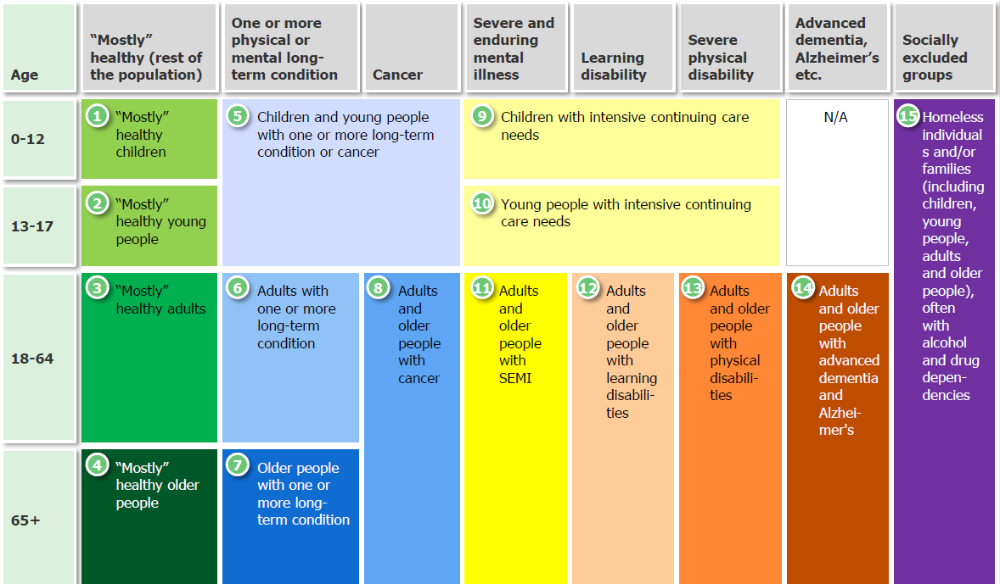 Age
“Mostly”
healthy (rest of
the population)
One or more
physical or
mental long-
term condition
Cancer
Severe and
enduring
mental
illness
Learning
disability
Severe
physical
disability
Advanced
dementia,
Alzheimer’s
etc.
Socially
excluded
groups
0-12
1 “Mostly”
healthy
children
5 Children and young people
with one or more long-term
condition or cancer
9 Children with intensive continuing care
needs
N/A
15 Homeless
individual
s and/or
families
(including
children,
young
people,
adults
and older
people),
often
with
alcohol
and drug
depen-
dencies
13-17
2 “Mostly”
healthy young
people
10 Young people with intensive continuing
care needs
18-64
3 “Mostly”
healthy adults
6 Adults with
one or more
long-term
condition
8 Adults
and
older
people
with
cancer
11 Adults
and
older
people
with
SEMI
12 Adults
and
older
people
with
learning
disabili-
ties
13 Adults
and older
people
with
physical
disabili-
ties
14 Adults
and older
people
with
advanced
dementia
and
Alzhei-
mer's
65+
4 “Mostly”
healthy older
people
7 Older people
with one or
more long-
term condition